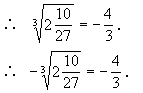 ∴ ∛(2 10/27) = −4/3.
∴ −∛(2 10/27) = −4/3.